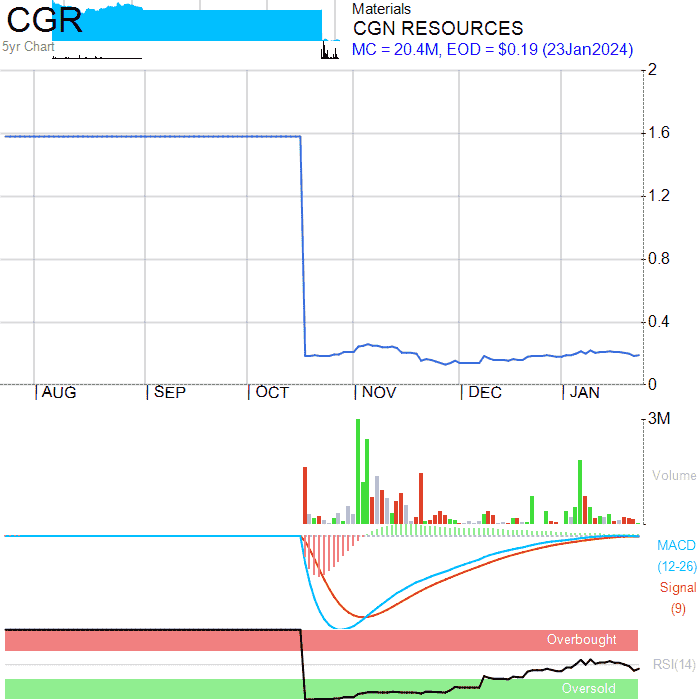 CGR
5yr Chart
Materials
CGN RESOURCES
MC = 20.4M, EOD = $0.19 (23Jan2024)
2
1.6
1.2
0.8
0.4
0
AUG SEP OCT NOV DEC JAN
3M
Volume
MACD
(12-26)
Signal
(9)
Overbought
RSI(14)
Oversold